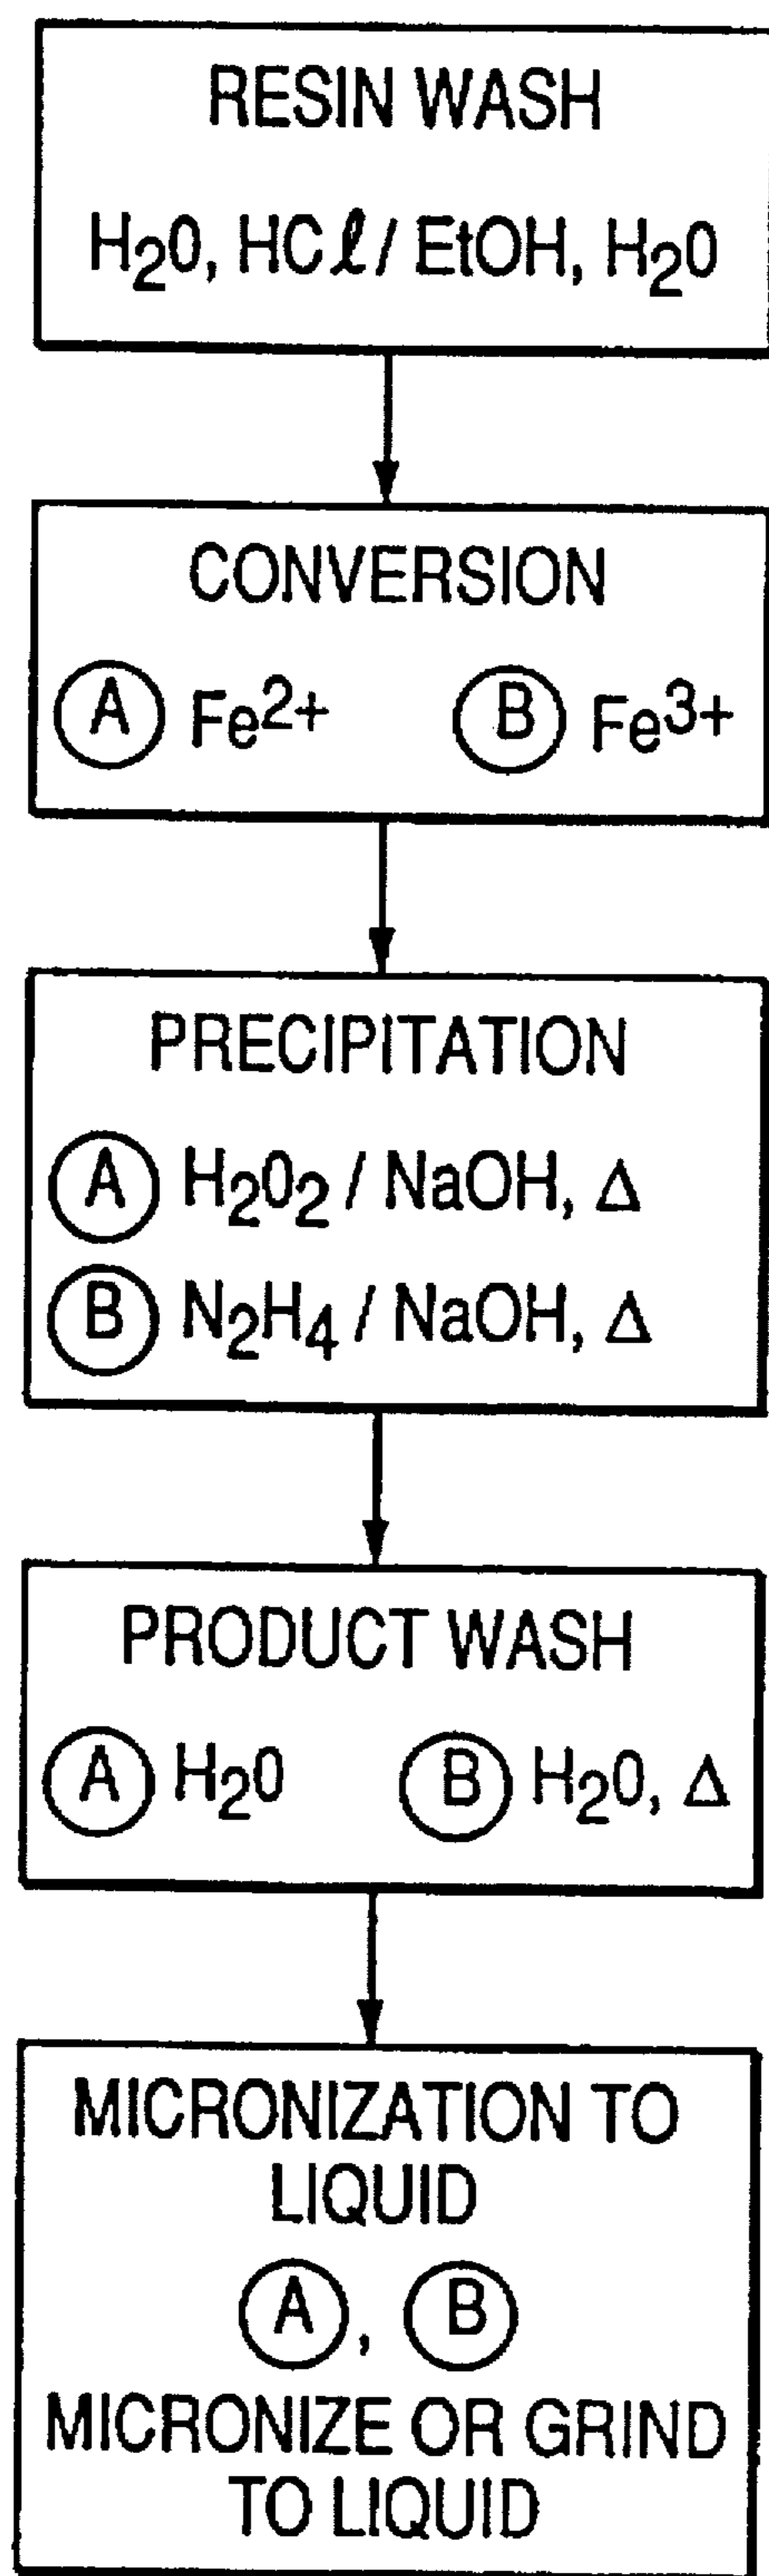 RESIN WASH
H₂0, HCℓ / EtOH, H₂0
CONVERSION
A Fe²⁺ B Fe³⁺
PRECIPITATION
A H₂0₂ / NaOH, Δ
B N₂H₄ / NaOH, Δ
PRODUCT WASH
A H₂0 B H₂0, Δ
MICRONIZATION TO
LIQUID
A, B
MICRONIZE OR GRIND
TO LIQUID